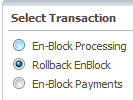 Select Transaction
En-Block Processing
Rollback EnBlock
En-Block Payments